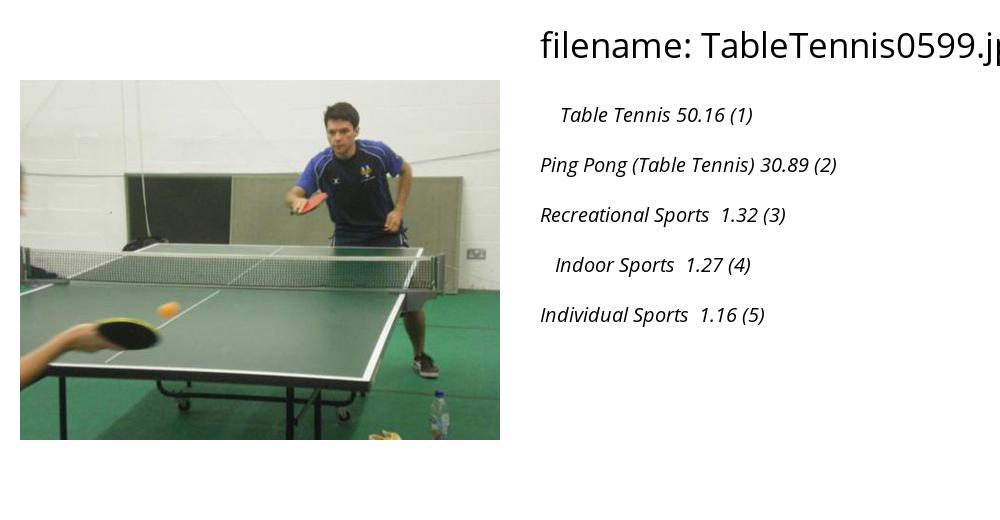 filename: TableTennis0599.j
Table Tennis 50.16 (1)
Ping Pong (Table Tennis) 30.89 (2)
Recreational Sports 1.32 (3)
Indoor Sports 1.27 (4)
Individual Sports 1.16 (5)